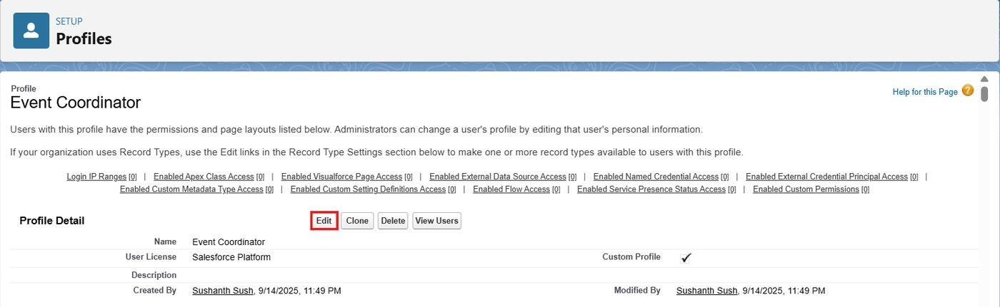 SETUP
Profiles
Profile
Event Coordinator
Help for this Page ?
Users with this profile have the permissions and page layouts listed below. Administrators can change a user's profile by editing that user's personal information.
If your organization uses Record Types, use the Edit links in the Record Type Settings section below to make one or more record types available to users with this profile.
Login IP Ranges [0] | Enabled Apex Class Access [0] | Enabled Visualforce Page Access [0] | Enabled External Data Source Access [0] | Enabled Named Credential Access [0] | Enabled External Credential Principal Access [0] |
Enabled Custom Metadata Type Access [0] | Enabled Custom Setting Definitions Access [0] | Enabled Flow Access [0] | Enabled Service Presence Status Access [0] | Enabled Custom Permissions [0]
Profile Detail Edit Clone Delete View Users
Name Event Coordinator
User License Salesforce Platform Custom Profile ✓
Description
Created By Sushanth Sush, 9/14/2025, 11:49 PM Modified By Sushanth Sush, 9/14/2025, 11:49 PM